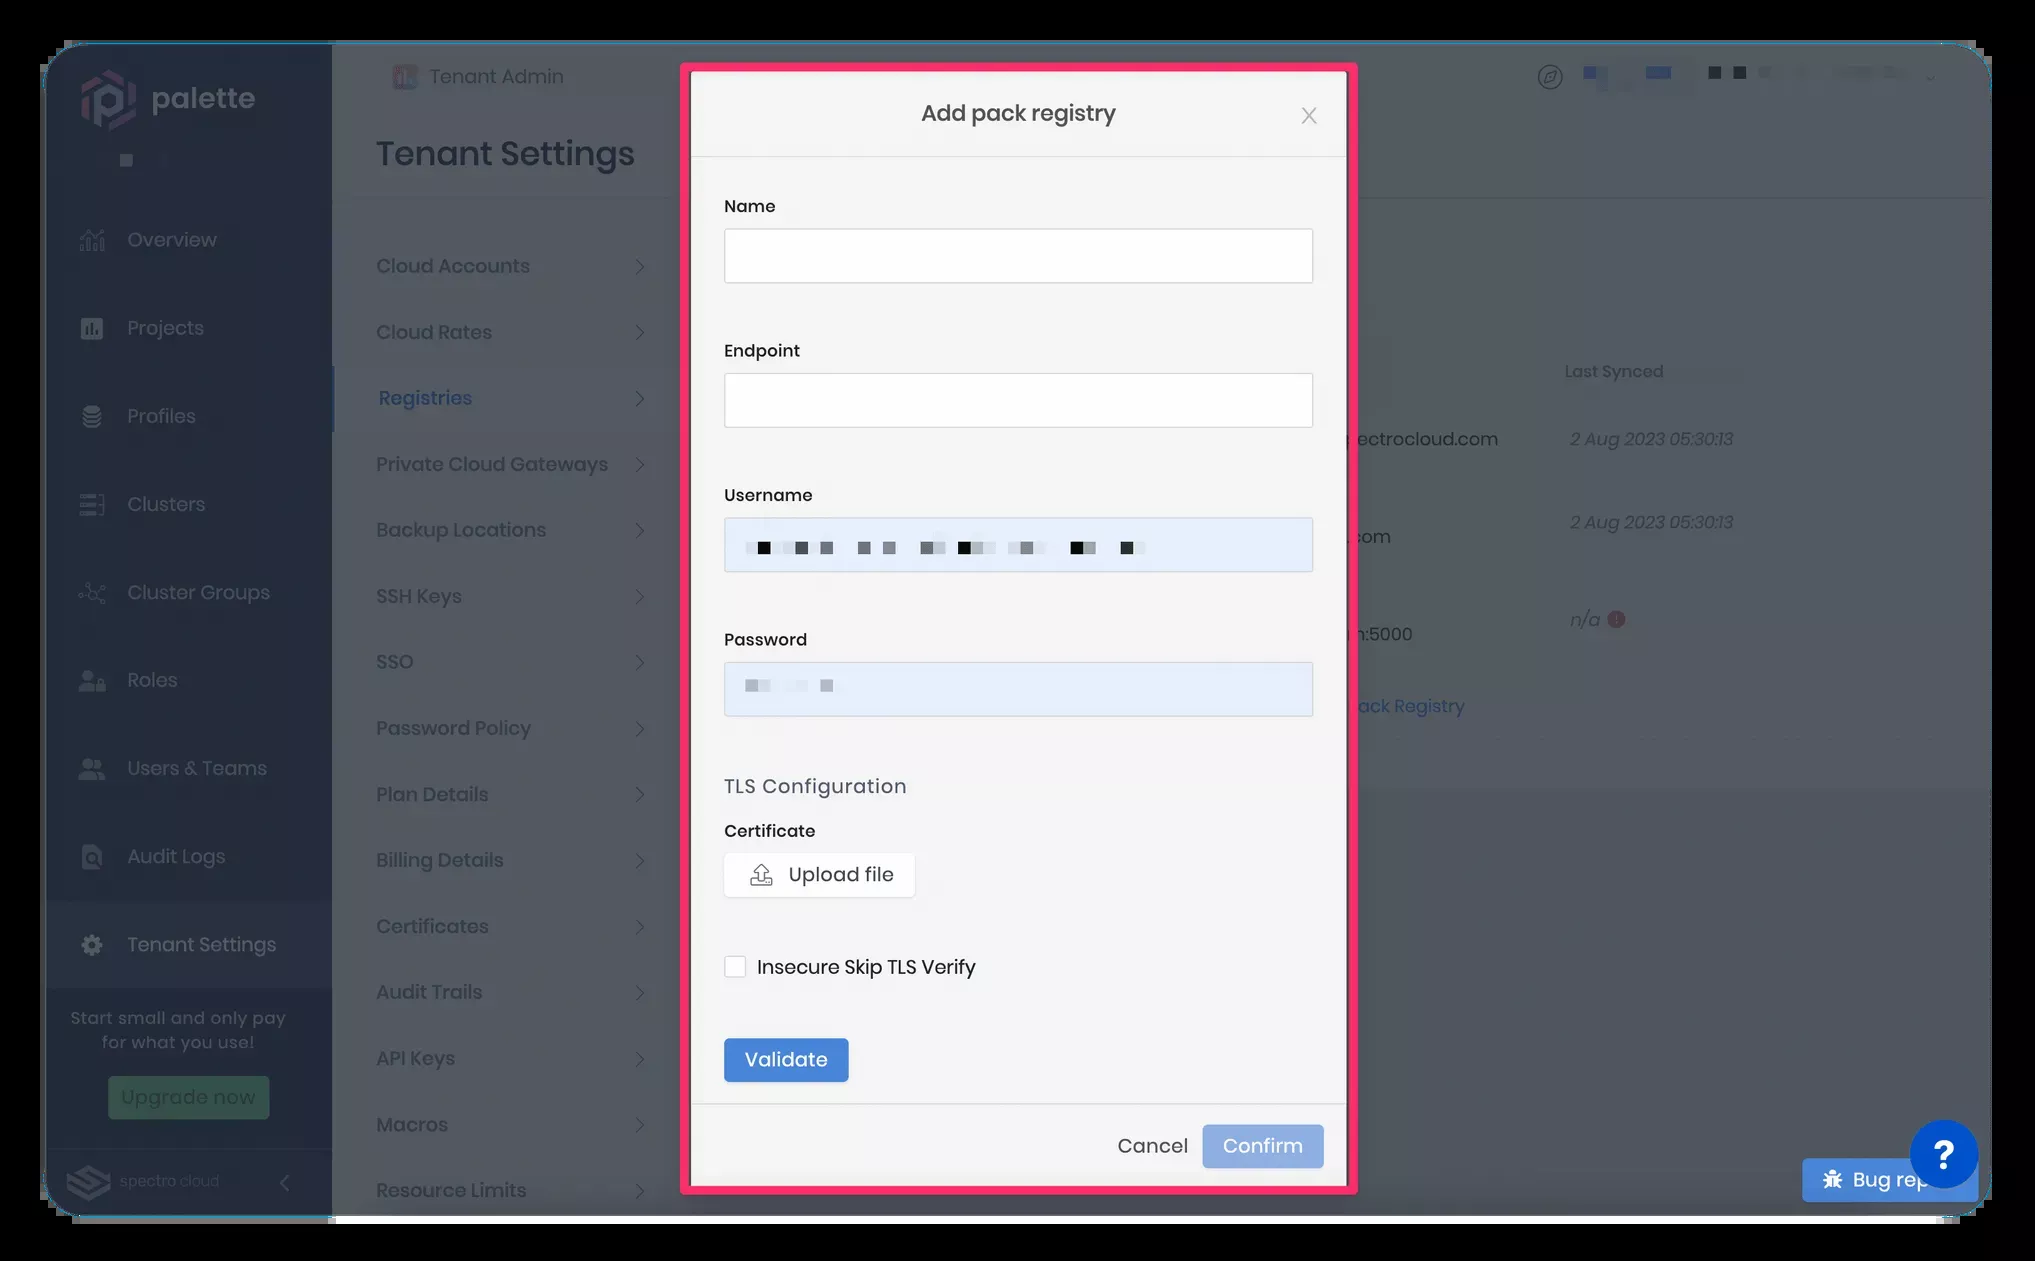 palette
Overview
Projects
Profiles
Clusters
Cluster Groups
Roles
Users & Teams
Audit Logs
Tenant Settings
Start small and only pay
for what you use!
Upgrade now
spectro cloud
Tenant Admin
Tenant Settings
Cloud Accounts
Cloud Rates
Registries
Private Cloud Gateways
Backup Locations
SSH Keys
SSO
Password Policy
Plan Details
Billing Details
Certificates
Audit Trails
API Keys
Macros
Resource Limits
Add pack registry
Name
Endpoint
Username
Password
TLS Configuration
Certificate
Upload file
Insecure Skip TLS Verify
Validate
Cancel Confirm
Last Synced
pectrocloud.com 2 Aug 2023 05:30:13
.com 2 Aug 2023 05:30:13
n:5000 n/a
ack Registry
?
Bug rep